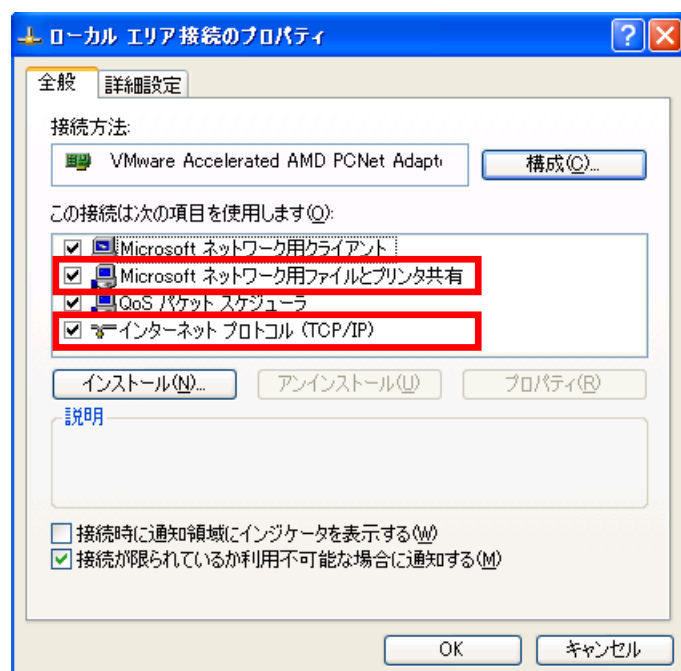 ローカル エリア接続のプロパティ
全般
詳細設定
接続方法:
VMware Accelerated AMD PCNet Adapt
構成(C)...
この接続は次の項目を使用します(O):
Microsoft ネットワーク用クライアント
Microsoft ネットワーク用ファイルとプリンタ共有
QoS パケット スケジューラ
インターネット プロトコル (TCP/IP)
インストール(N)...
アンインストール(U)
プロパティ(R)
説明
接続時に通知領域にインジケータを表示する(W)
接続が限られているか利用不可能な場合に通知する(M)
OK
キャンセル